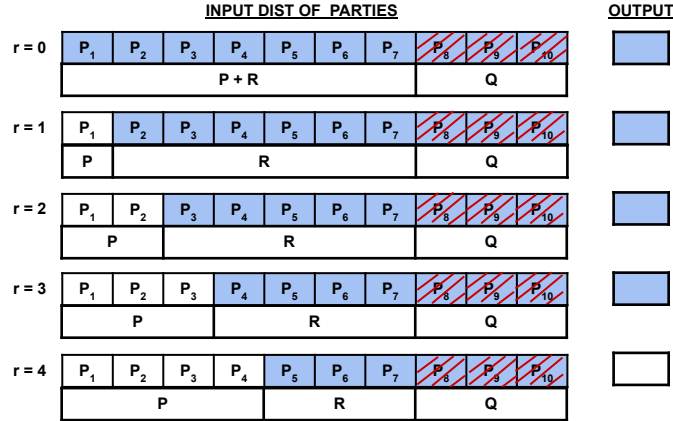 INPUT DIST OF PARTIES OUTPUT
r = 0 P1 P2 P3 P4 P5 P6 P7 P8 P9 P10
P + R Q
r = 1 P1 P2 P3 P4 P5 P6 P7 P8 P9 P10
P R Q
r = 2 P1 P2 P3 P4 P5 P6 P7 P8 P9 P10
P R Q
r = 3 P1 P2 P3 P4 P5 P6 P7 P8 P9 P10
P R Q
r = 4 P1 P2 P3 P4 P5 P6 P7 P8 P9 P10
P R Q